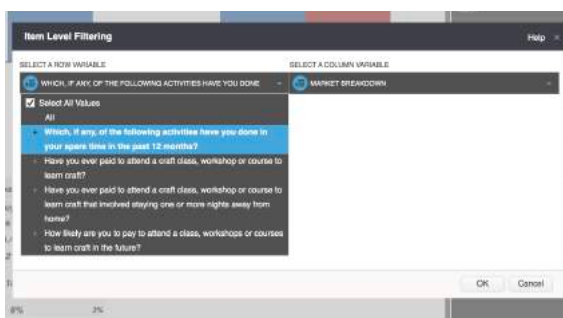 Item Level Filtering
Help
SELECT A ROW VARIABLE
SELECT A COLUMN VARIABLE
WHICH, IF ANY, OF THE FOLLOWING ACTIVITIES HAVE YOU DONE
MARKET BREAKDOWN
Select All Values
All
Which, if any, of the following activities have you done in
your spare time in the past 12 months?
Have you ever paid to attend a craft class, workshop or course to
learn craft?
Have you ever paid to attend a craft class, workshop or course to
learn craft that involved staying one or more nights away from
home?
How likely are you to pay to attend a class, workshops or courses
to learn craft in the future?
OK
Cancel
0%
2%